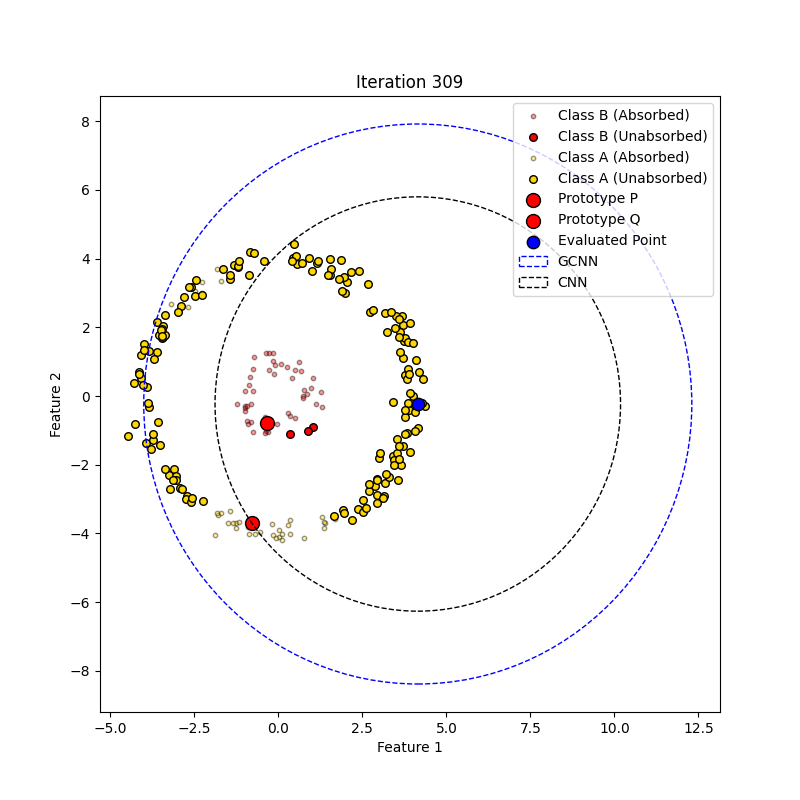 Iteration 309
Class B (Absorbed)
Class B (Unabsorbed)
Class A (Absorbed)
Class A (Unabsorbed)
Prototype P
Prototype Q
Evaluated Point
GCNN
CNN
Feature 2
8
6
4
2
0
−2
−4
−6
−8
−5.0 −2.5 0.0 2.5 5.0 7.5 10.0 12.5
Feature 1